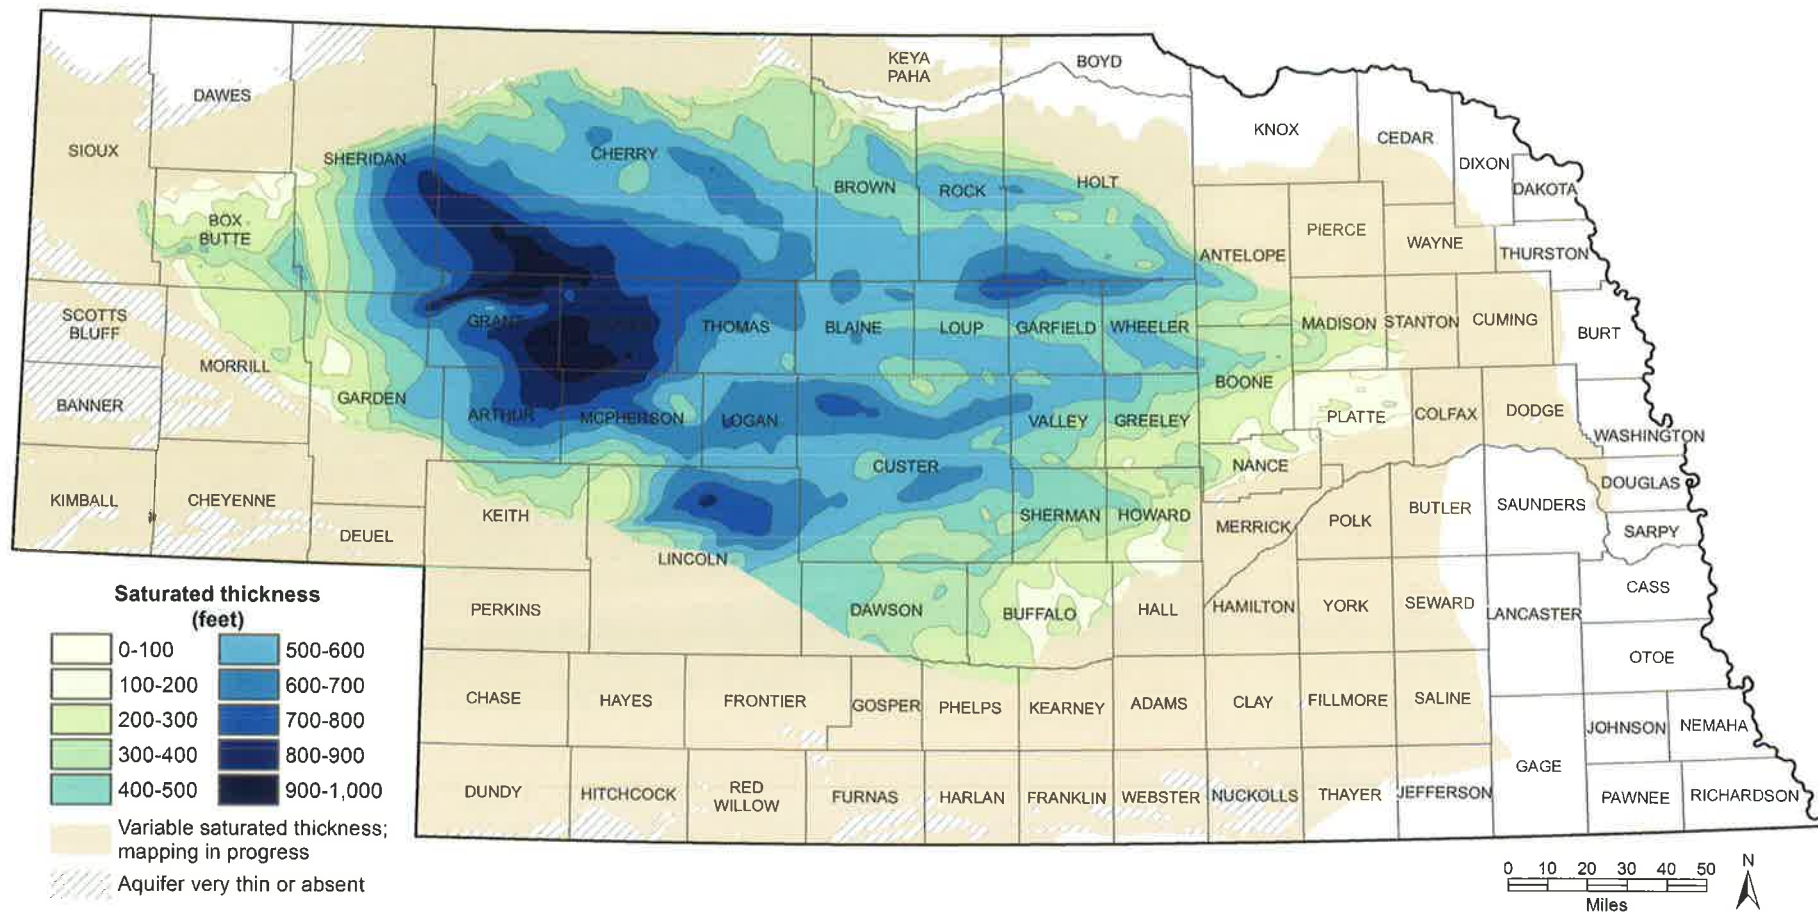 KEYA
PAHA
BOYD
DAWES
KNOX
CEDAR
SIOUX
SHERIDAN
CHERRY
DIXON
BROWN
ROCK
HOLT
DAKOTA
BOX
BUTTE
PIERCE
WAYNE
ANTELOPE
THURSTON
SCOTTS
BLUFF
GRANT
THOMAS
BLAINE
LOUP
GARFIELD
WHEELER
MADISON
STANTON
CUMING
BURT
MORRILL
BANNER
GARDEN
ARTHUR
MCPHERSON
LOGAN
VALLEY
GREELEY
BOONE
PLATTE
COLFAX
DODGE
WASHINGTON
CUSTER
NANCE
KIMBALL
CHEYENNE
KEITH
DOUGLAS
SAUNDERS
DEUEL
SHERMAN
HOWARD
MERRICK
POLK
BUTLER
SARPY
LINCOLN
CASS
PERKINS
DAWSON
BUFFALO
HALL
HAMILTON
YORK
SEWARD
LANCASTER
OTOE
CHASE
HAYES
FRONTIER
GOSPER
PHELPS
KEARNEY
ADAMS
CLAY
FILLMORE
SALINE
JOHNSON
NEMAHA
GAGE
DUNDY
HITCHCOCK
RED
WILLOW
FURNAS
HARLAN
FRANKLIN
WEBSTER
NUCKOLLS
THAYER
JEFFERSON
PAWNEE
RICHARDSON
Saturated thickness
(feet)
0-100
100-200
200-300
300-400
400-500
500-600
600-700
700-800
800-900
900-1,000
Variable saturated thickness;
mapping in progress
Aquifer very thin or absent
0 10 20 30 40 50
Miles
N